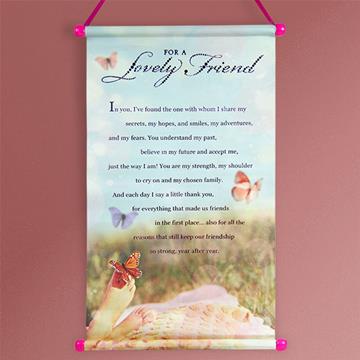 FOR A
Lovely Friend
In you, I've found the one with whom I share my
secrets, my hopes, and smiles, my adventures,
and my fears. You understand my past,
believe in my future and accept me,
just the way I am! You are my strength, my shoulder
to cry on and my chosen family.
And each day I say a little thank you,
for everything that made us friends
in the first place... also for all the
reasons that still keep our friendship
so strong, year after year.